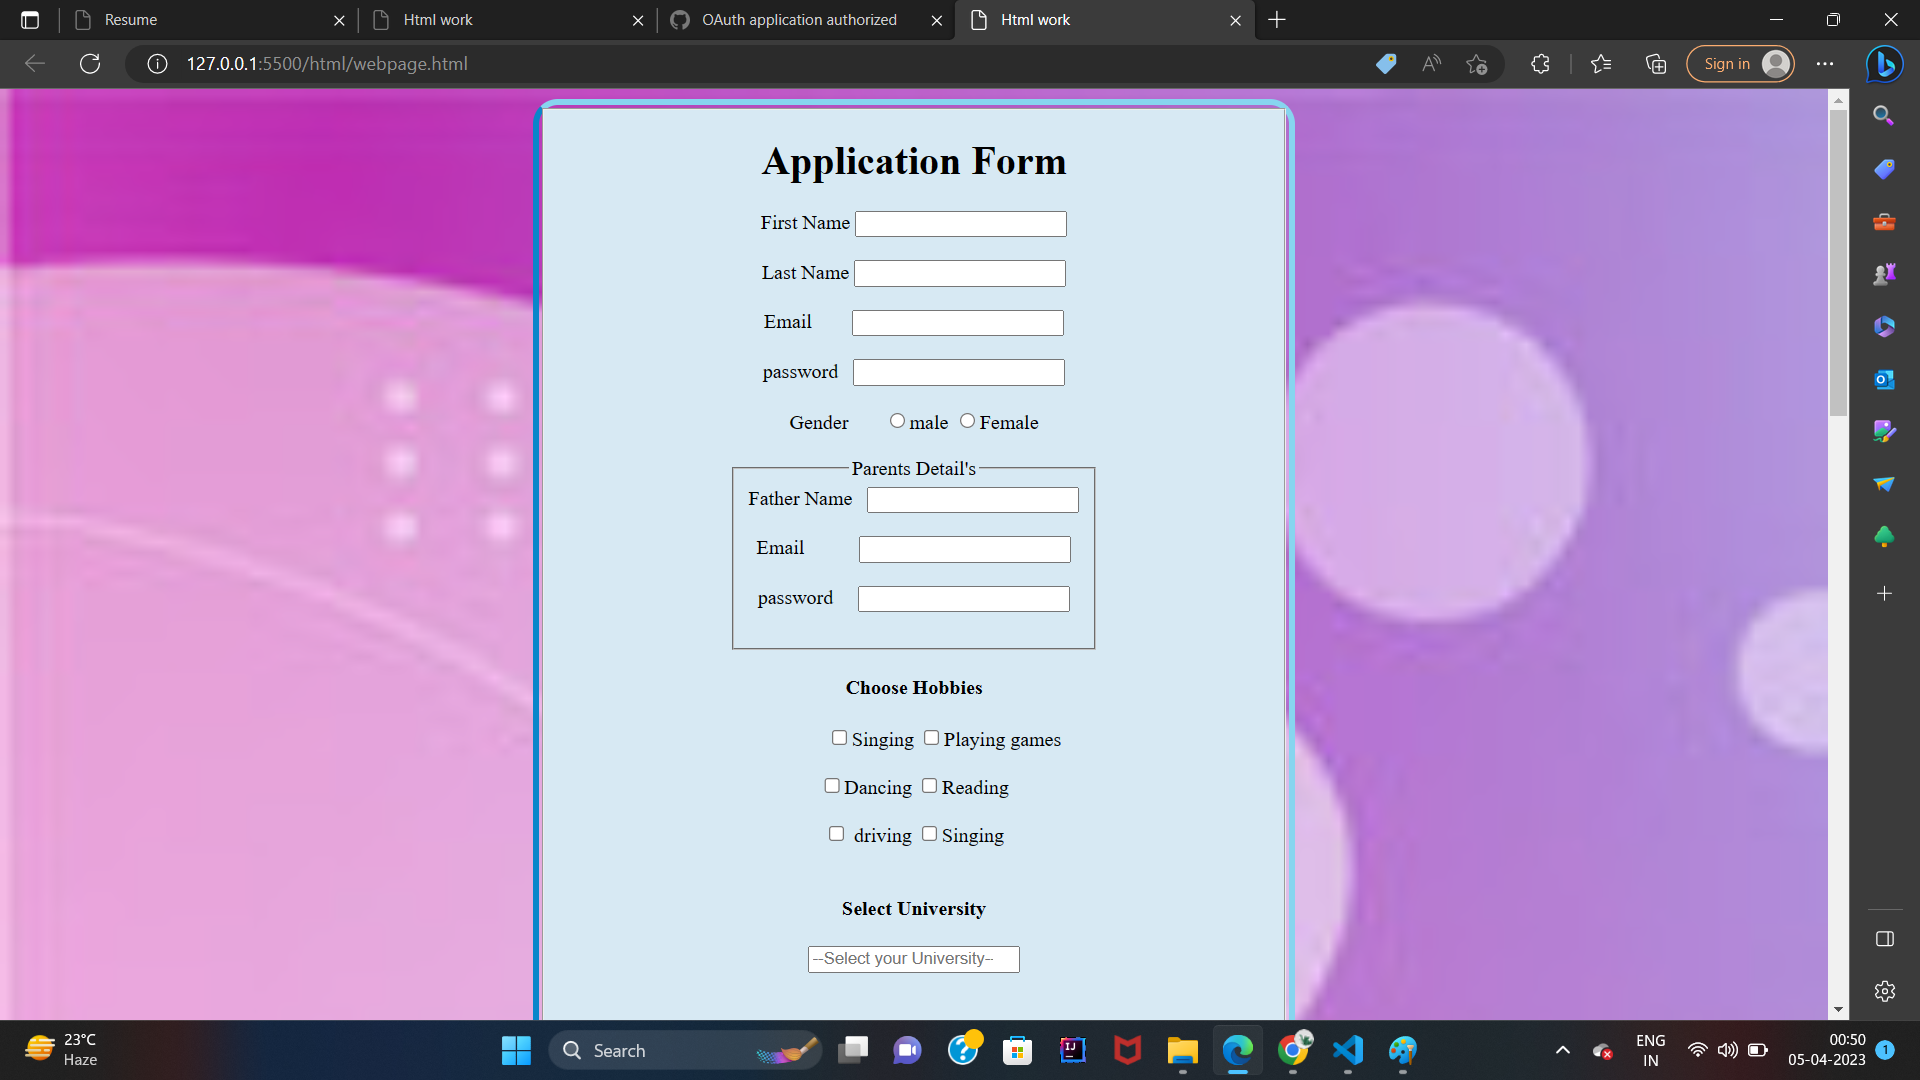 Resume
Html work
OAuth application authorized
Html work
127.0.0.1:5500/html/webpage.html
Sign in
Application Form
First Name
Last Name
Email
password
Gender male Female
Parents Detail's
Father Name
Email
password
Choose Hobbies
Singing Playing games
Dancing Reading
driving Singing
Select University
--Select your University--
23°C
Haze
Search
ENG
IN
00:50
05-04-2023
1